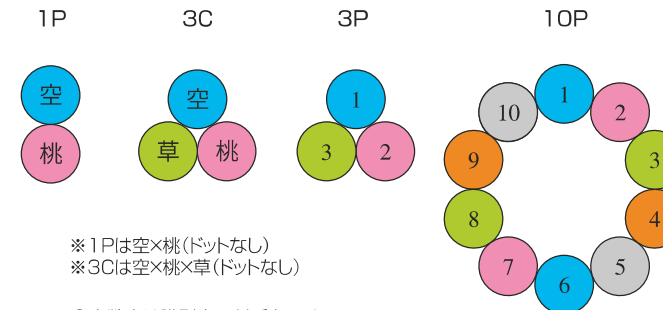 1P 3C 3P 10P
空 空 1 1
桃 草 桃 3 2
10 2
9 3
8 4
7 5
6
※1Pは空×桃(ドットなし)
※3Cは空×桃×草(ドットなし)